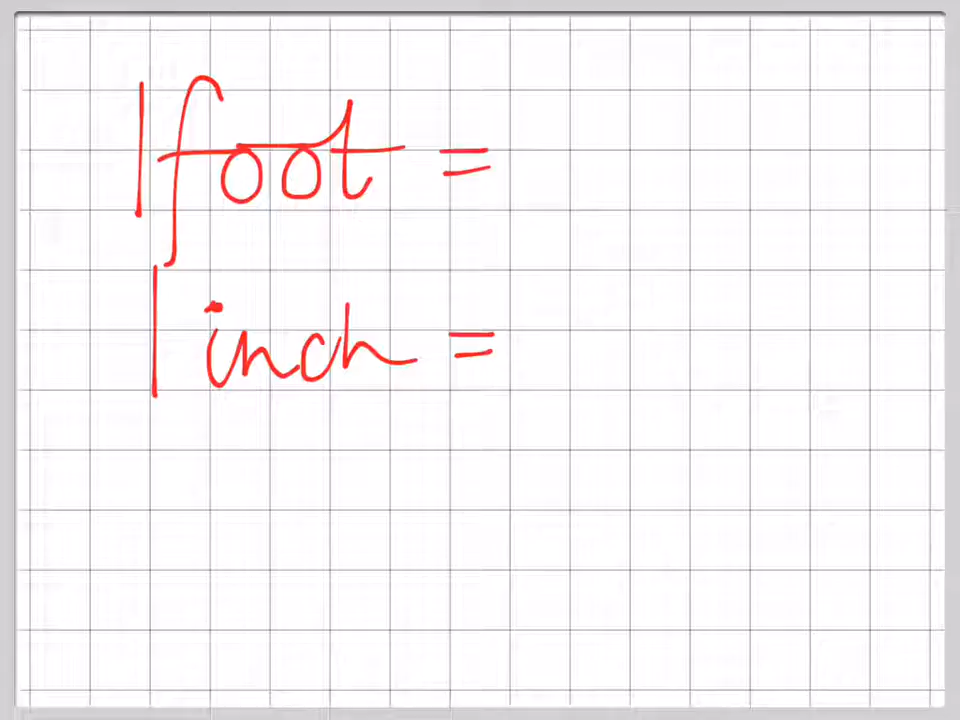 1 foot =
1 inch =